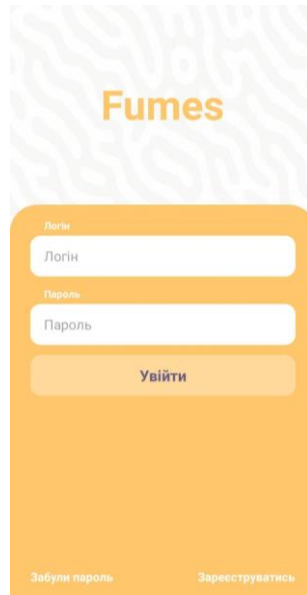 Fumes
Логін
Логін
Пароль
Пароль
Увійти
Забули пароль
Зареєструватись